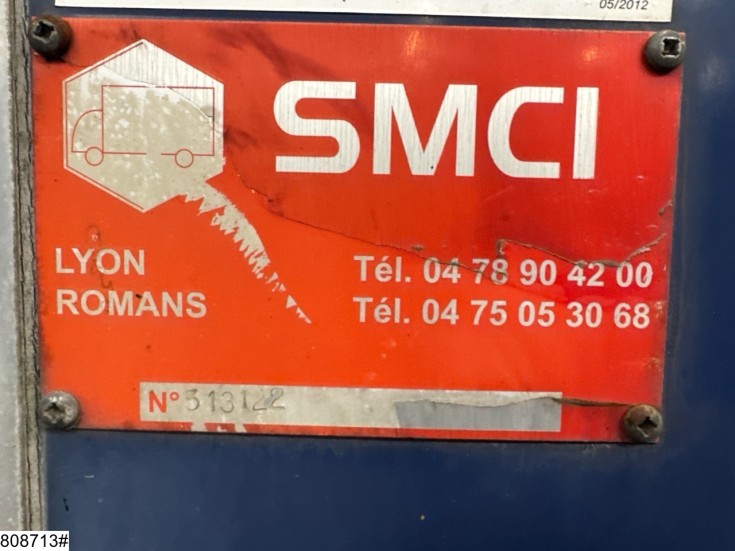 05/2012
SMCI
LYON Tél. 04 78 90 42 00
ROMANS Tél. 04 75 05 30 68
N° 313122
808713#